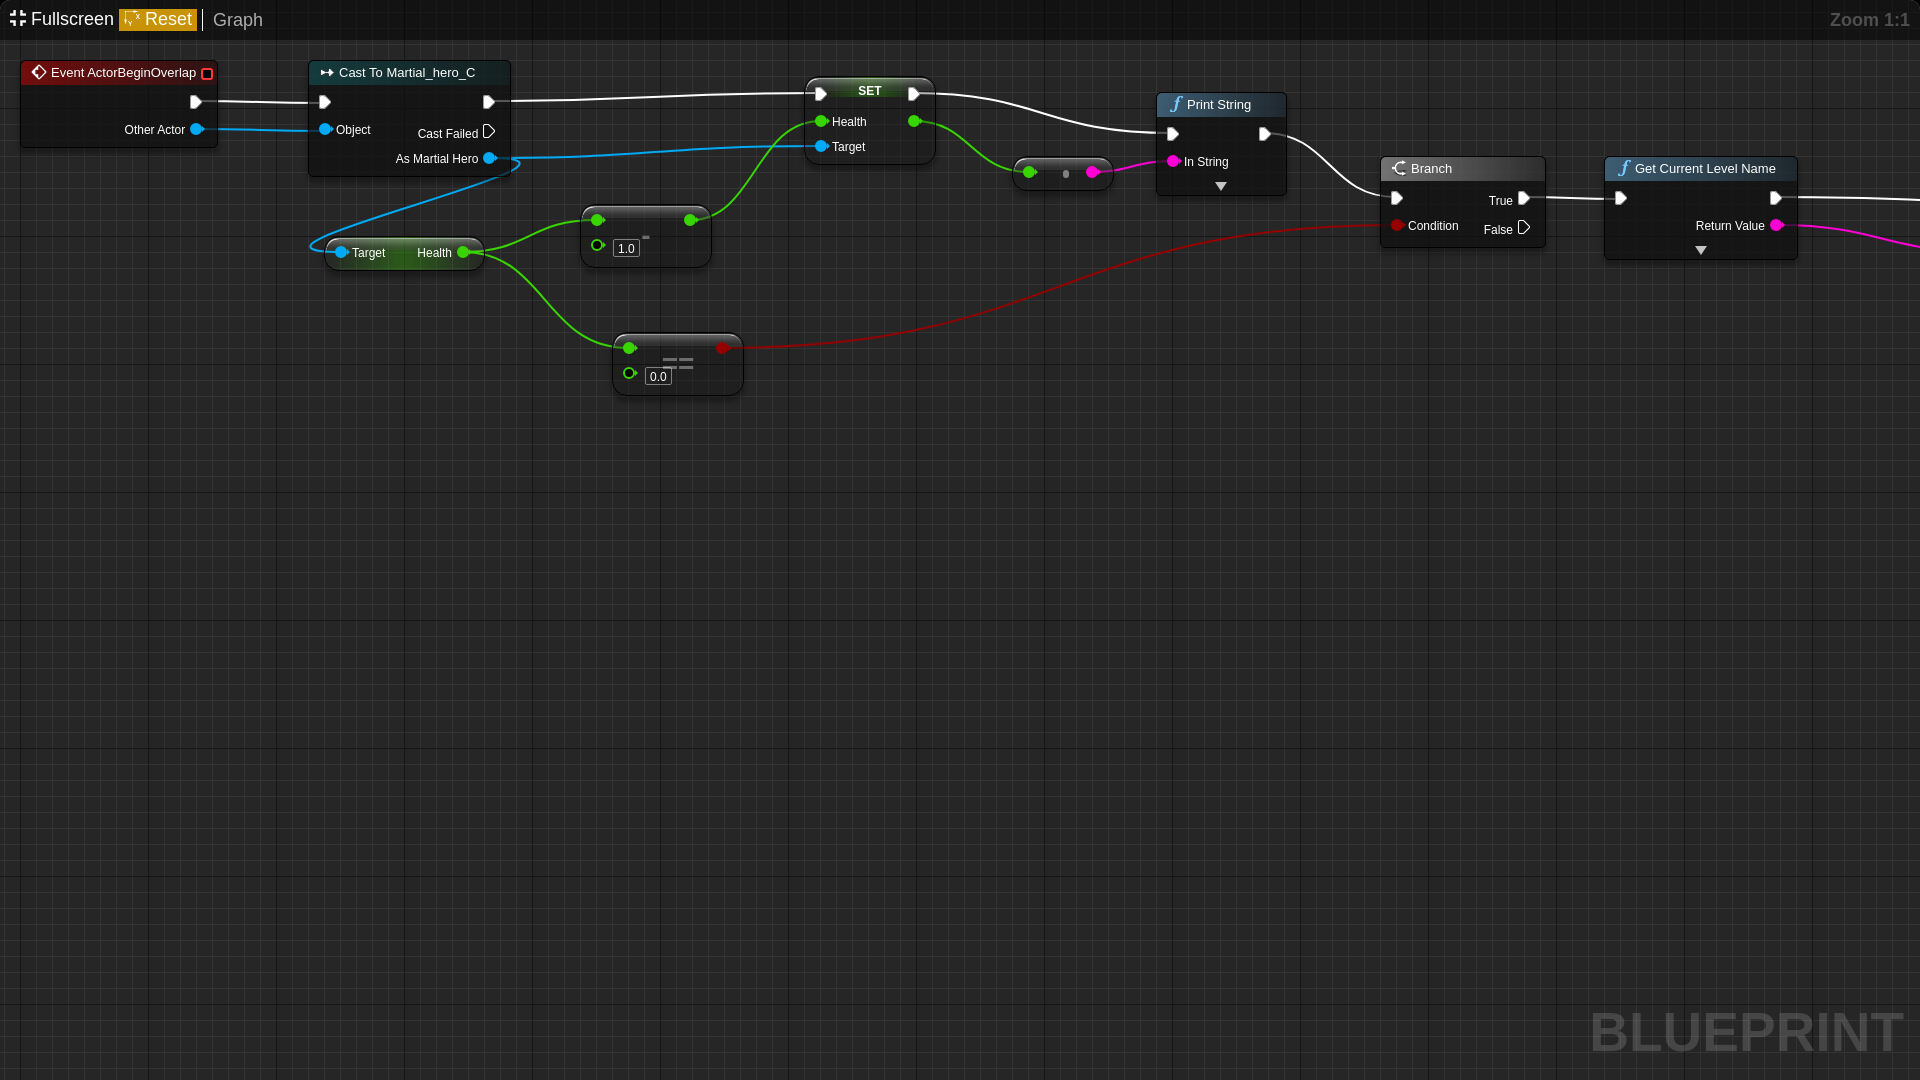 Fullscreen Reset Graph Zoom 1:1
Event ActorBeginOverlap
Other Actor
Cast To Martial_hero_C
Object
Cast Failed
As Martial Hero
SET
Health
Target
Print String
In String
Branch
True
Condition
False
Get Current Level Name
Return Value
Target Health
-
1.0
==
0.0
BLUEPRINT